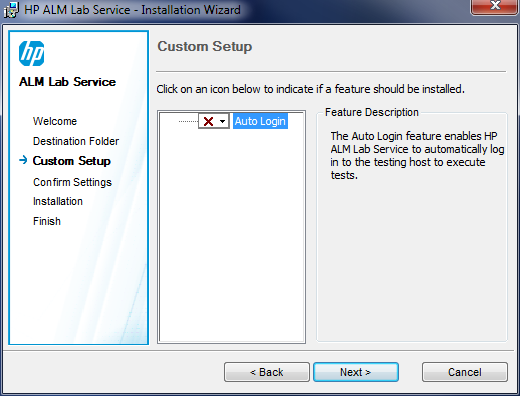 HP ALM Lab Service - Installation Wizard
hp
ALM Lab Service
Welcome
Destination Folder
Custom Setup
Confirm Settings
Installation
Finish
Custom Setup
Click on an icon below to indicate if a feature should be installed.
Auto Login
Feature Description
The Auto Login feature enables HP
ALM Lab Service to automatically log
in to the testing host to execute
tests.
< Back
Next >
Cancel